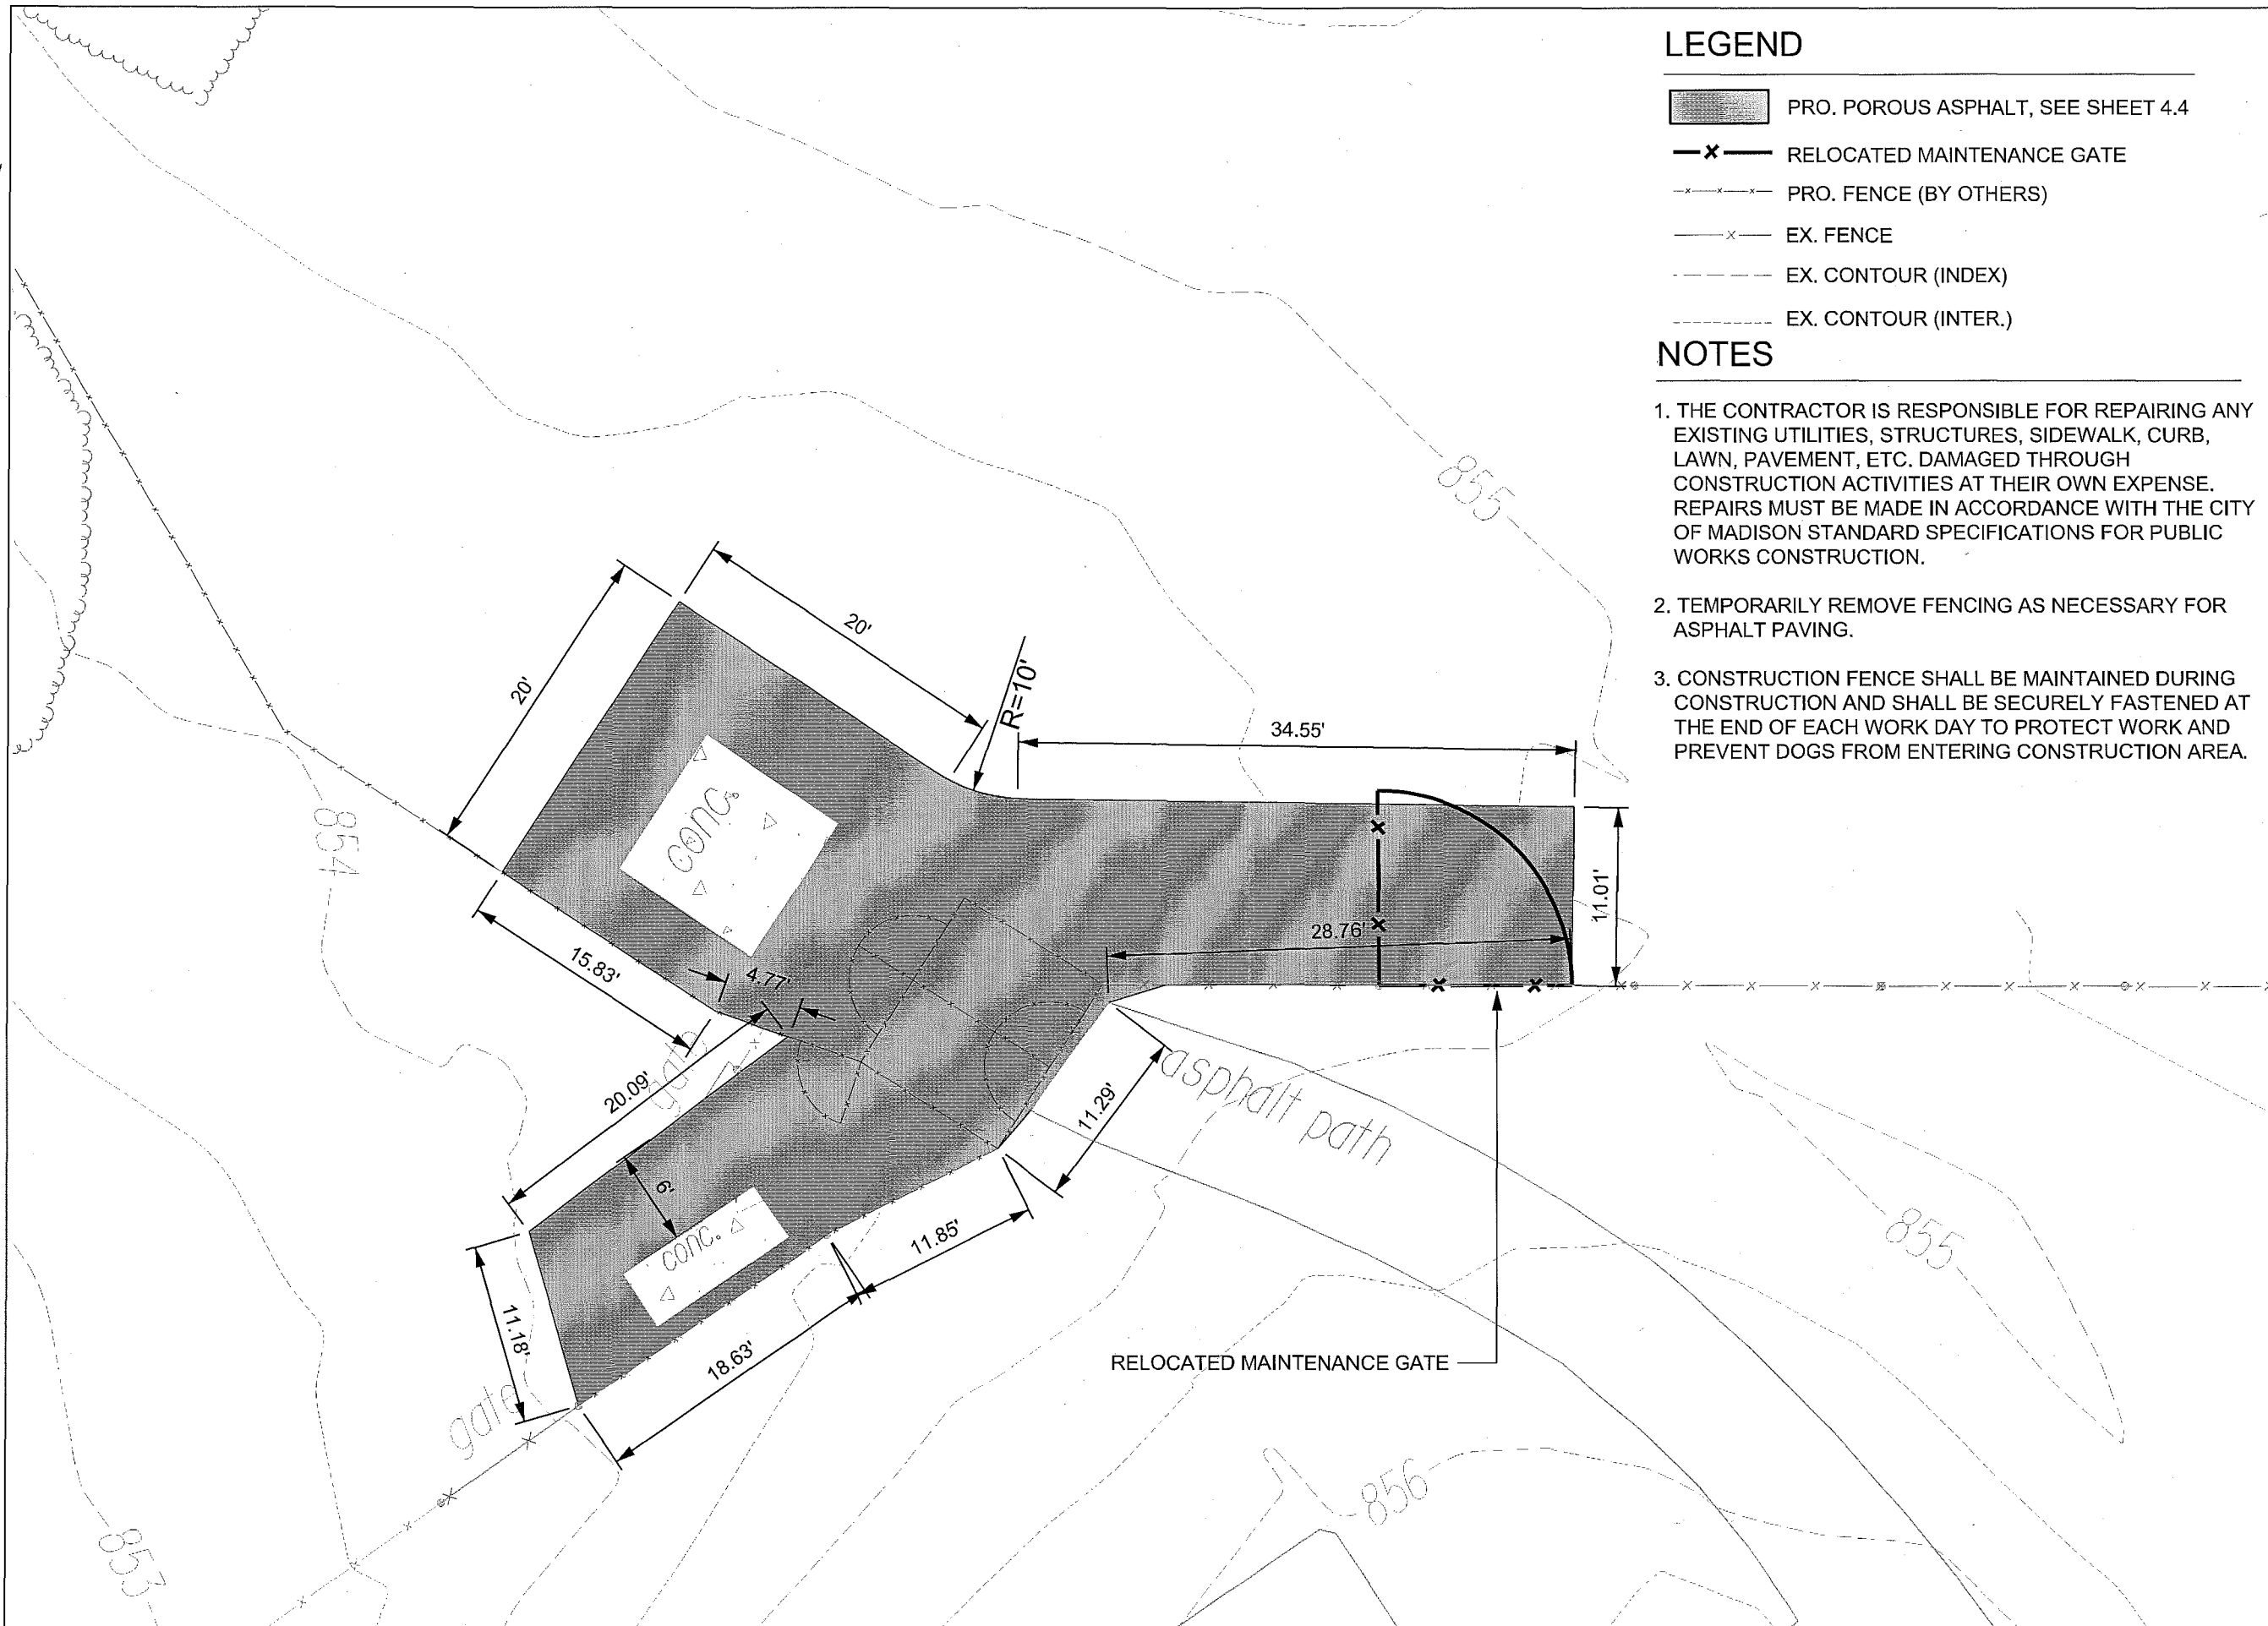 LEGEND
PRO. POROUS ASPHALT, SEE SHEET 4.4
RELOCATED MAINTENANCE GATE
PRO. FENCE (BY OTHERS)
EX. FENCE
EX. CONTOUR (INDEX)
EX. CONTOUR (INTER.)
NOTES
1. THE CONTRACTOR IS RESPONSIBLE FOR REPAIRING ANY
EXISTING UTILITIES, STRUCTURES, SIDEWALK, CURB,
LAWN, PAVEMENT, ETC. DAMAGED THROUGH
CONSTRUCTION ACTIVITIES AT THEIR OWN EXPENSE.
REPAIRS MUST BE MADE IN ACCORDANCE WITH THE CITY
OF MADISON STANDARD SPECIFICATIONS FOR PUBLIC
WORKS CONSTRUCTION.
2. TEMPORARILY REMOVE FENCING AS NECESSARY FOR
ASPHALT PAVING.
3. CONSTRUCTION FENCE SHALL BE MAINTAINED DURING
CONSTRUCTION AND SHALL BE SECURELY FASTENED AT
THE END OF EACH WORK DAY TO PROTECT WORK AND
PREVENT DOGS FROM ENTERING CONSTRUCTION AREA.
855
20'
20'
R=10'
34.55'
conc.
854
11.01'
28.76'
15.83'
4.77'
gate
20.09'
asphalt path
11.29'
6'
conc.
11.85'
855
11.18'
18.63'
RELOCATED MAINTENANCE GATE
gate
856
853